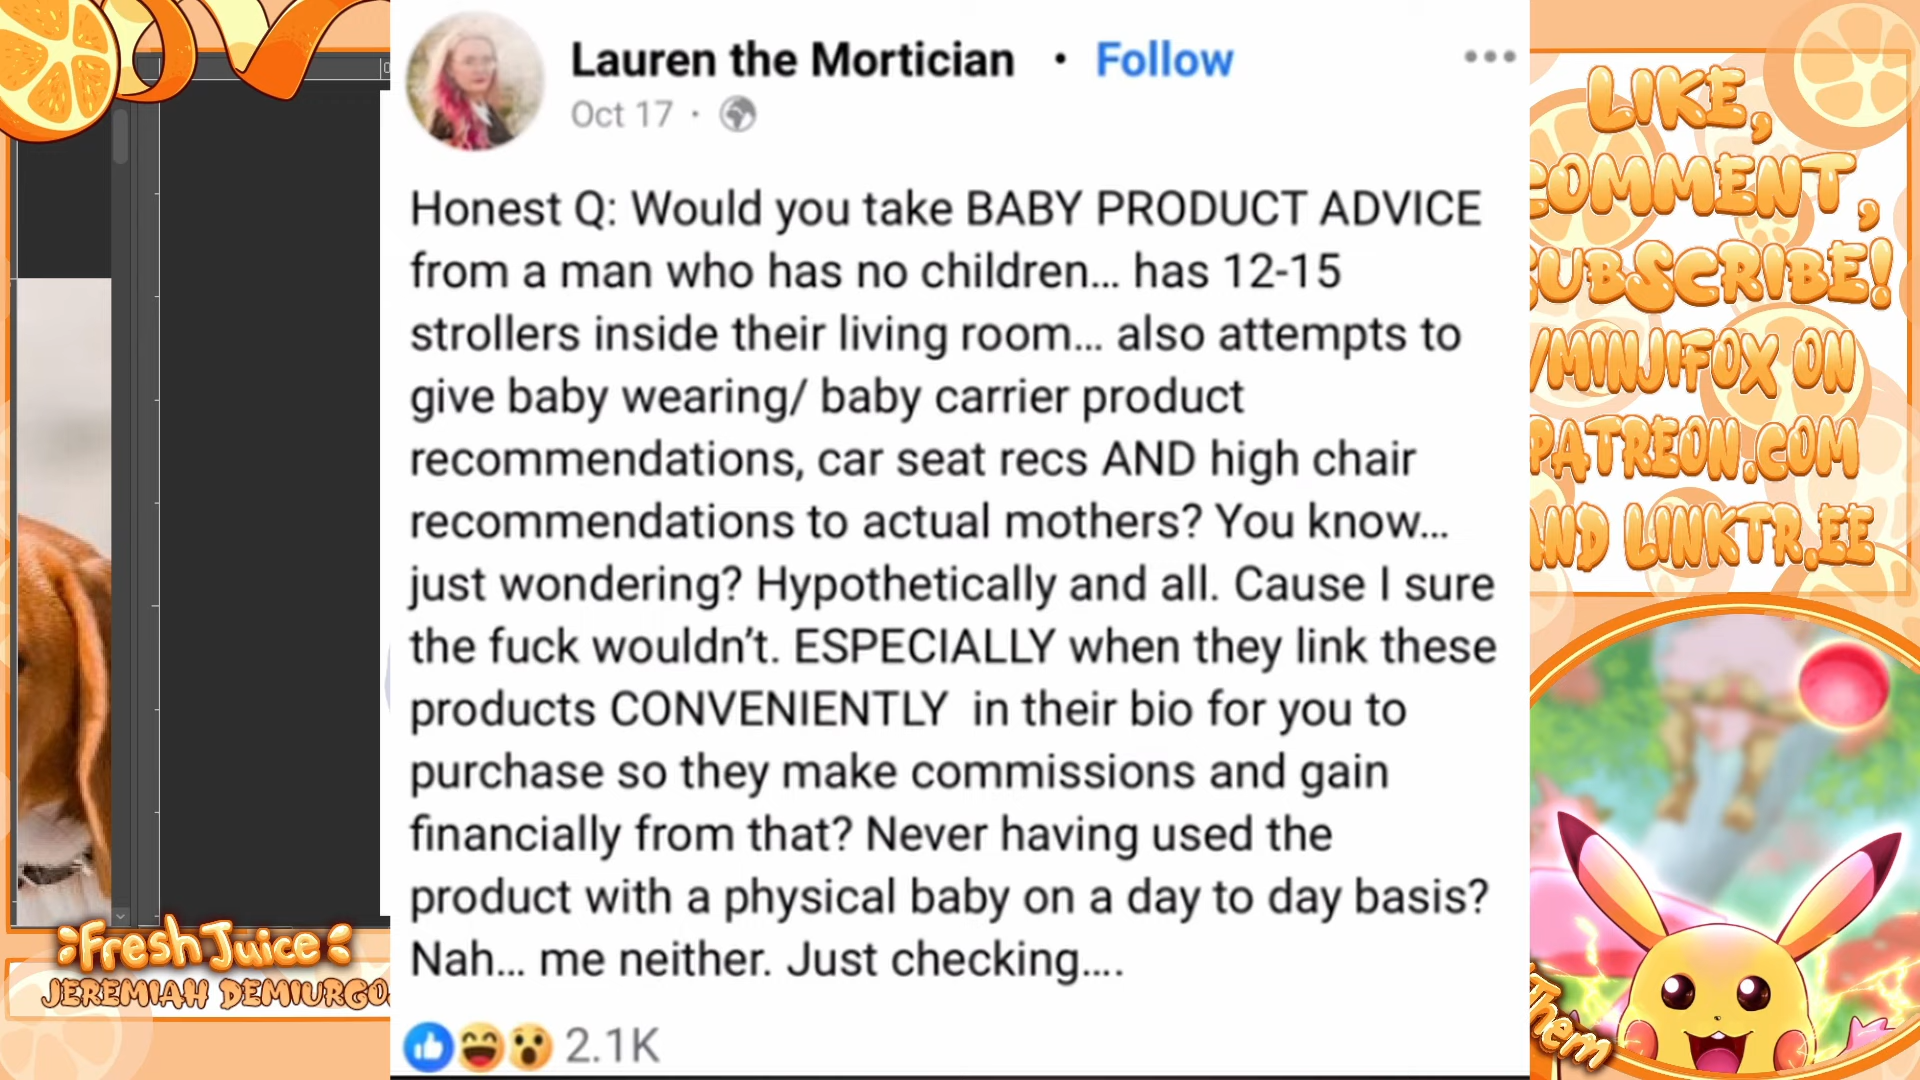 Lauren the Mortician • Follow
Oct 17 ·
Honest Q: Would you take BABY PRODUCT ADVICE
from a man who has no children... has 12-15
strollers inside their living room... also attempts to
give baby wearing/ baby carrier product
recommendations, car seat recs AND high chair
recommendations to actual mothers? You know...
just wondering? Hypothetically and all. Cause I sure
the fuck wouldn’t. ESPECIALLY when they link these
products CONVENIENTLY  in their bio for you to
purchase so they make commissions and gain
financially from that? Never having used the
product with a physical baby on a day to day basis?
Nah... me neither. Just checking....
2.1K
LIKE,
COMMENT,
SUBSCRIBE!
/MINJIFOX ON
PATREON.COM
AND LINKTR.EE
Fresh Juice
JEREMIAH DEMIURGO
Them